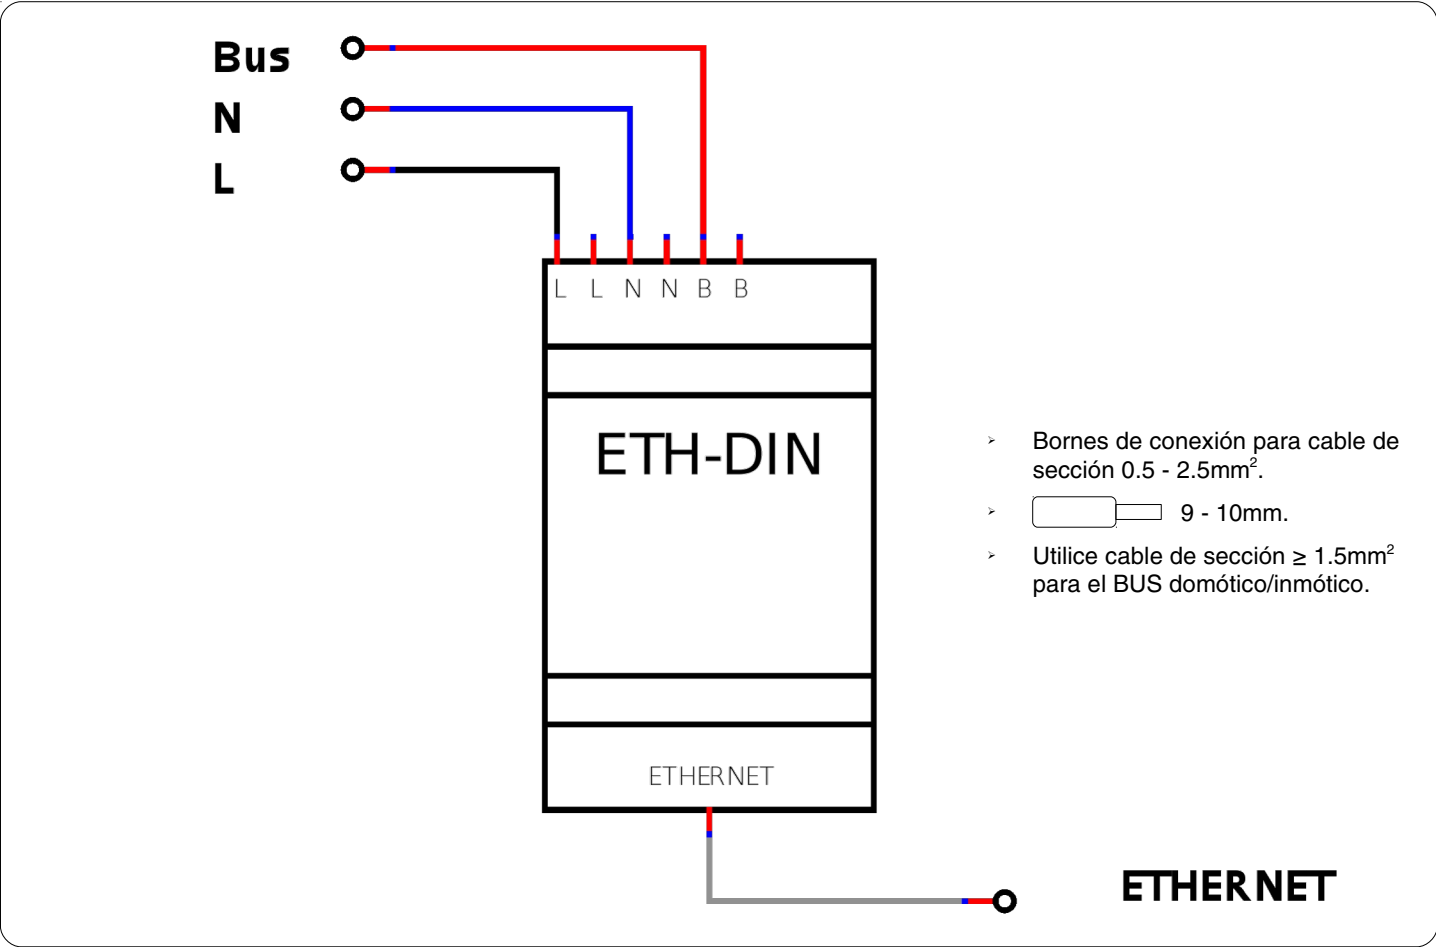 Bus
N
L
L L N N B B
ETH-DIN
Bornes de conexión para cable de
sección 0.5 - 2.5mm².
9 - 10mm.
Utilice cable de sección ≥ 1.5mm²
para el BUS domótico/inmótico.
ETHERNET
ETHERNET